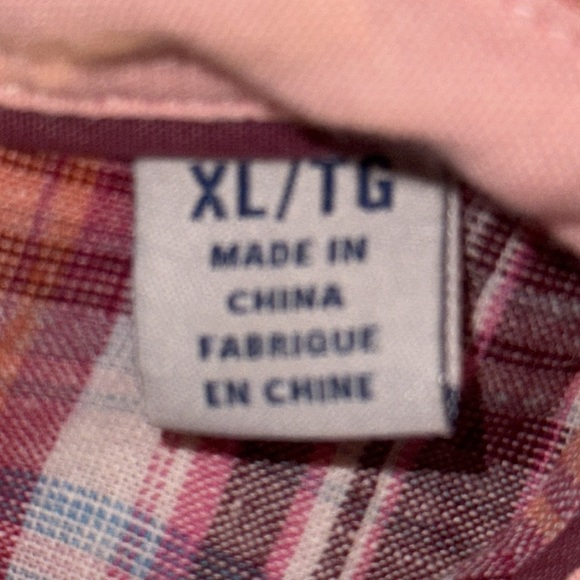 XL/TG
MADE IN
CHINA
FABRIQUE
EN CHINE